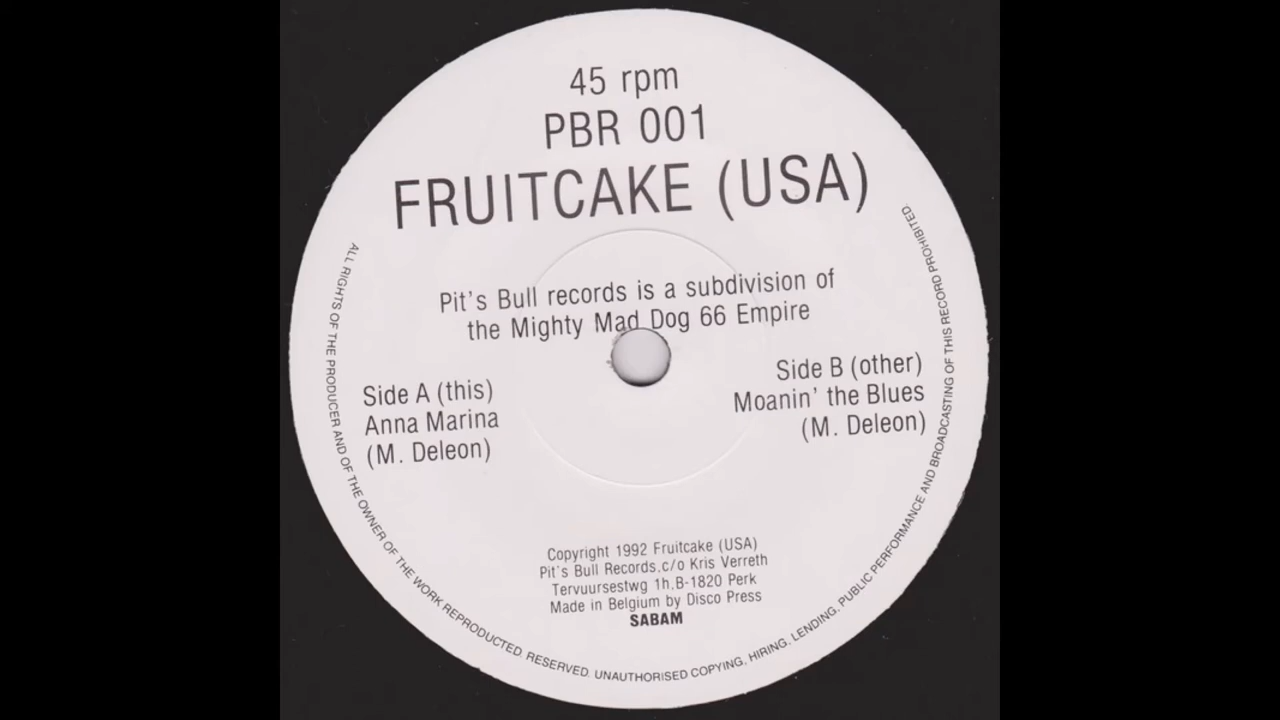 45 rpm
PBR 001
FRUITCAKE (USA)
Pit's Bull records is a subdivision of
the Mighty Mad Dog 66 Empire
Side A (this)
Anna Marina
(M. Deleon)
Side B (other)
Moanin' the Blues
(M. Deleon)
Copyright 1992 Fruitcake (USA)
Pit's Bull Records,c/o Kris Verreth
Tervuursestwg 1h,B-1820 Perk
Made in Belgium by Disco Press
SABAM
ALL RIGHTS OF THE PRODUCER AND OF THE OWNER OF THE WORK REPRODUCED RESERVED. UNAUTHORISED COPYING, HIRING, LENDING, PUBLIC PERFORMANCE AND BROADCASTING OF THIS RECORD PROHIBITED.